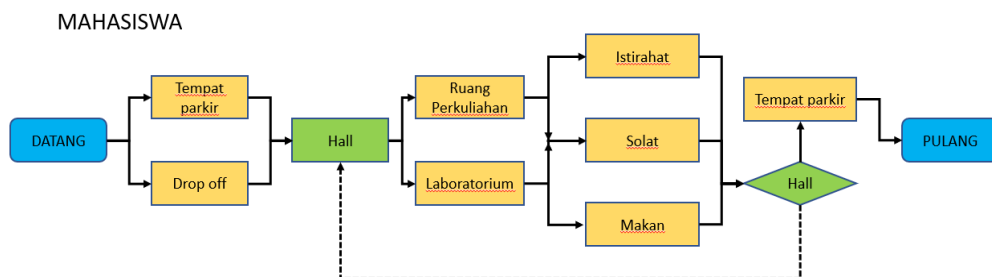 MAHASISWA
DATANG
Tempat
parkir
Drop off
Hall
Ruang
Perkuliahan
Laboratorium
Istirahat
Solat
Makan
Tempat parkir
Hall
PULANG